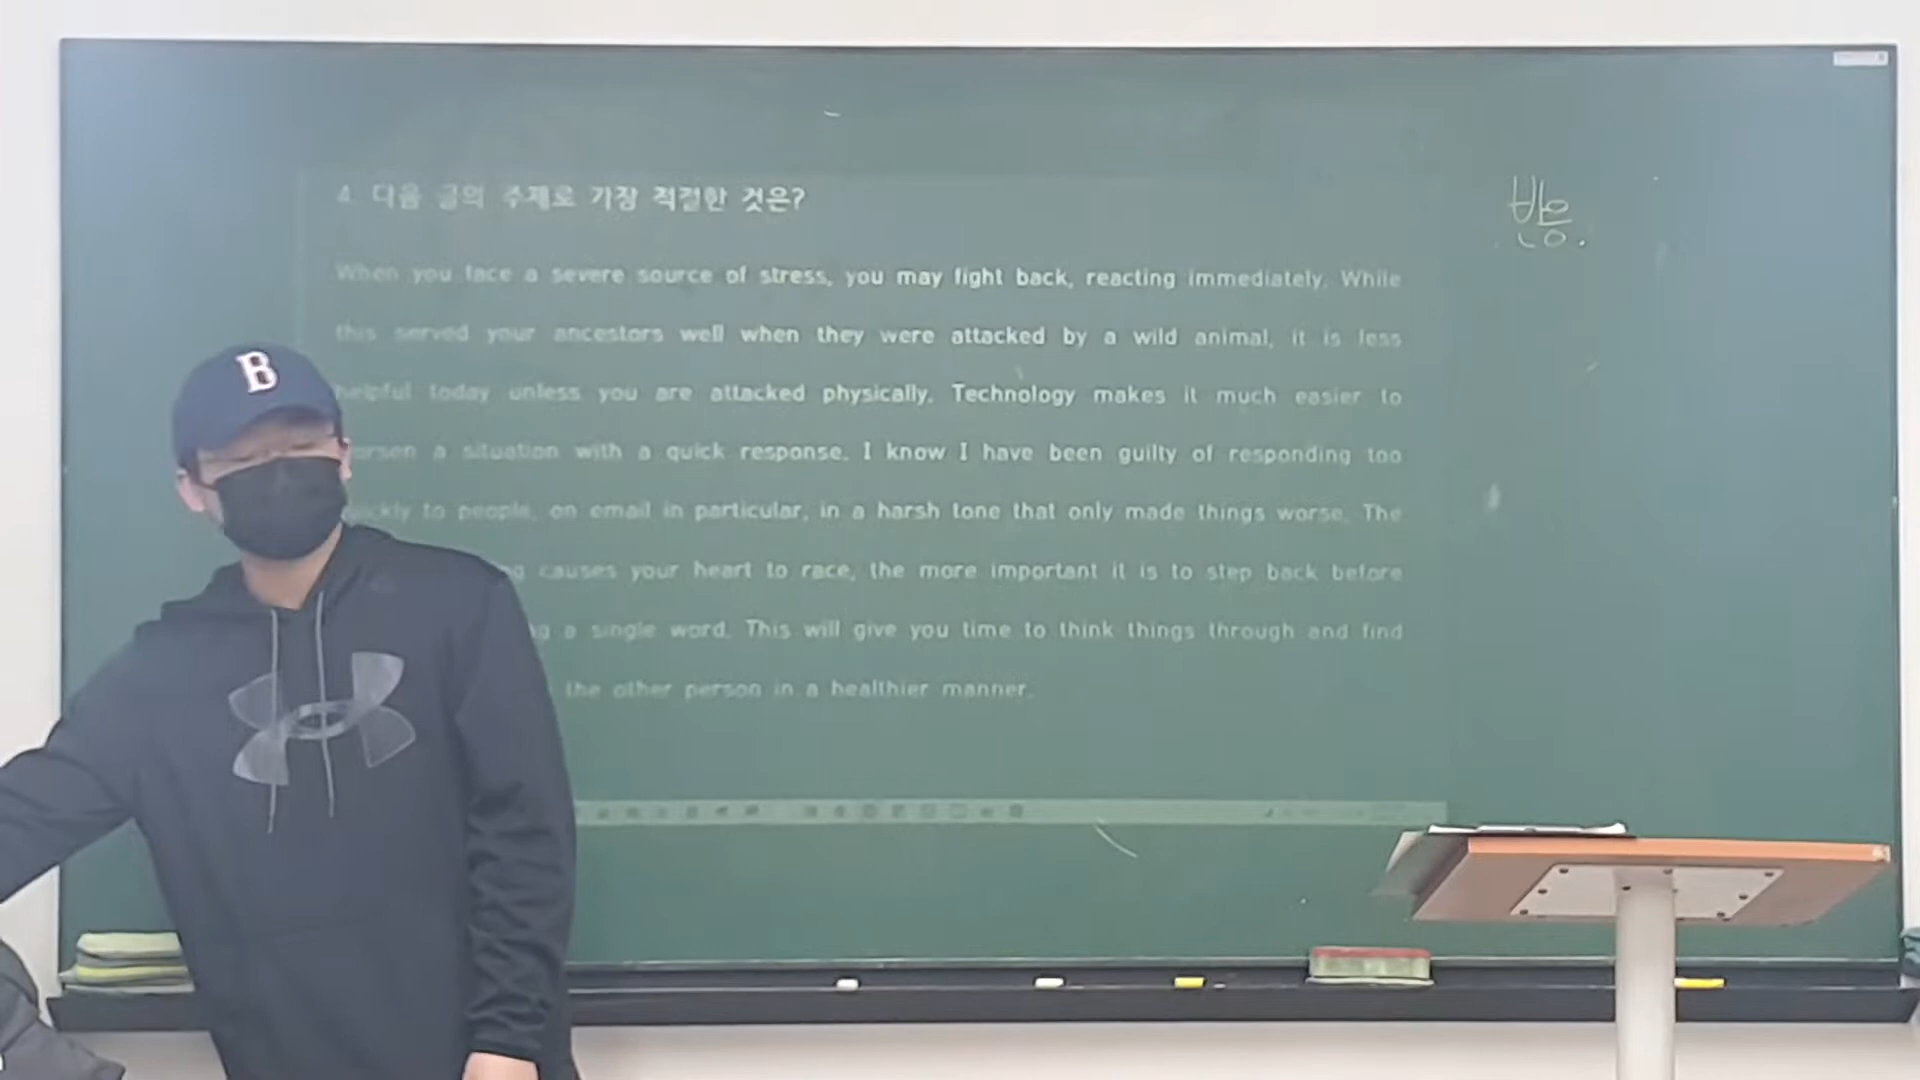 4. 다음 글의 주제로 가장 적절한 것은?
When you face a severe source of stress, you may fight back, reacting immediately. While
this served your ancestors well when they were attacked by a wild animal, it is less
helpful today unless you are attacked physically. Technology makes it much easier to
a situation with a quick response. I know I have been guilty of responding too
to people, on email in particular, in a harsh tone that only made things worse. The
causes your heart to race, the more important it is to step back before
a single word. This will give you time to think things through and find
the other person in a healthier manner.
반응.
B